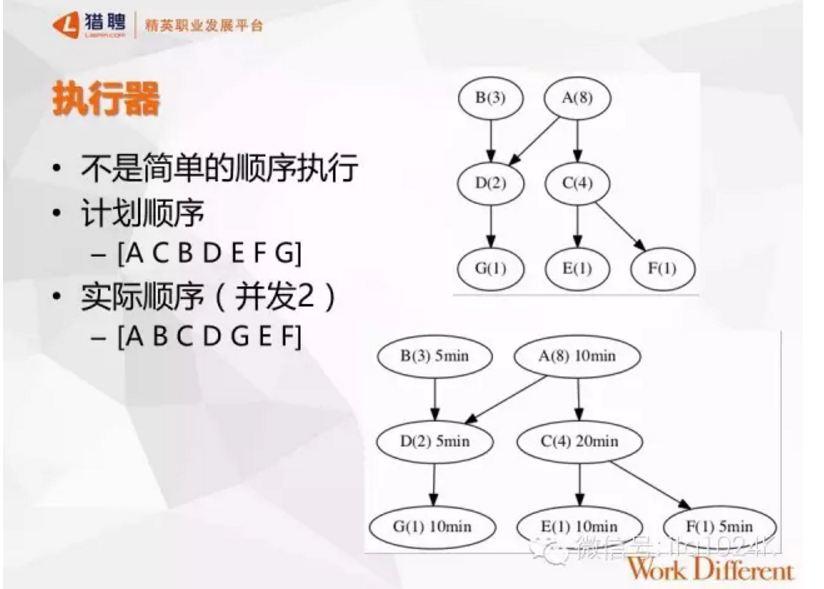 猎聘
LIEPIN.COM
精英职业发展平台
执行器
• 不是简单的顺序执行
• 计划顺序
– [A C B D E F G]
• 实际顺序（并发2）
– [A B C D G E F]
B(3)
A(8)
D(2)
C(4)
G(1)
E(1)
F(1)
B(3) 5min
A(8) 10min
D(2) 5min
C(4) 20min
G(1) 10min
E(1) 10min
F(1) 5min
微信号:
Work Different